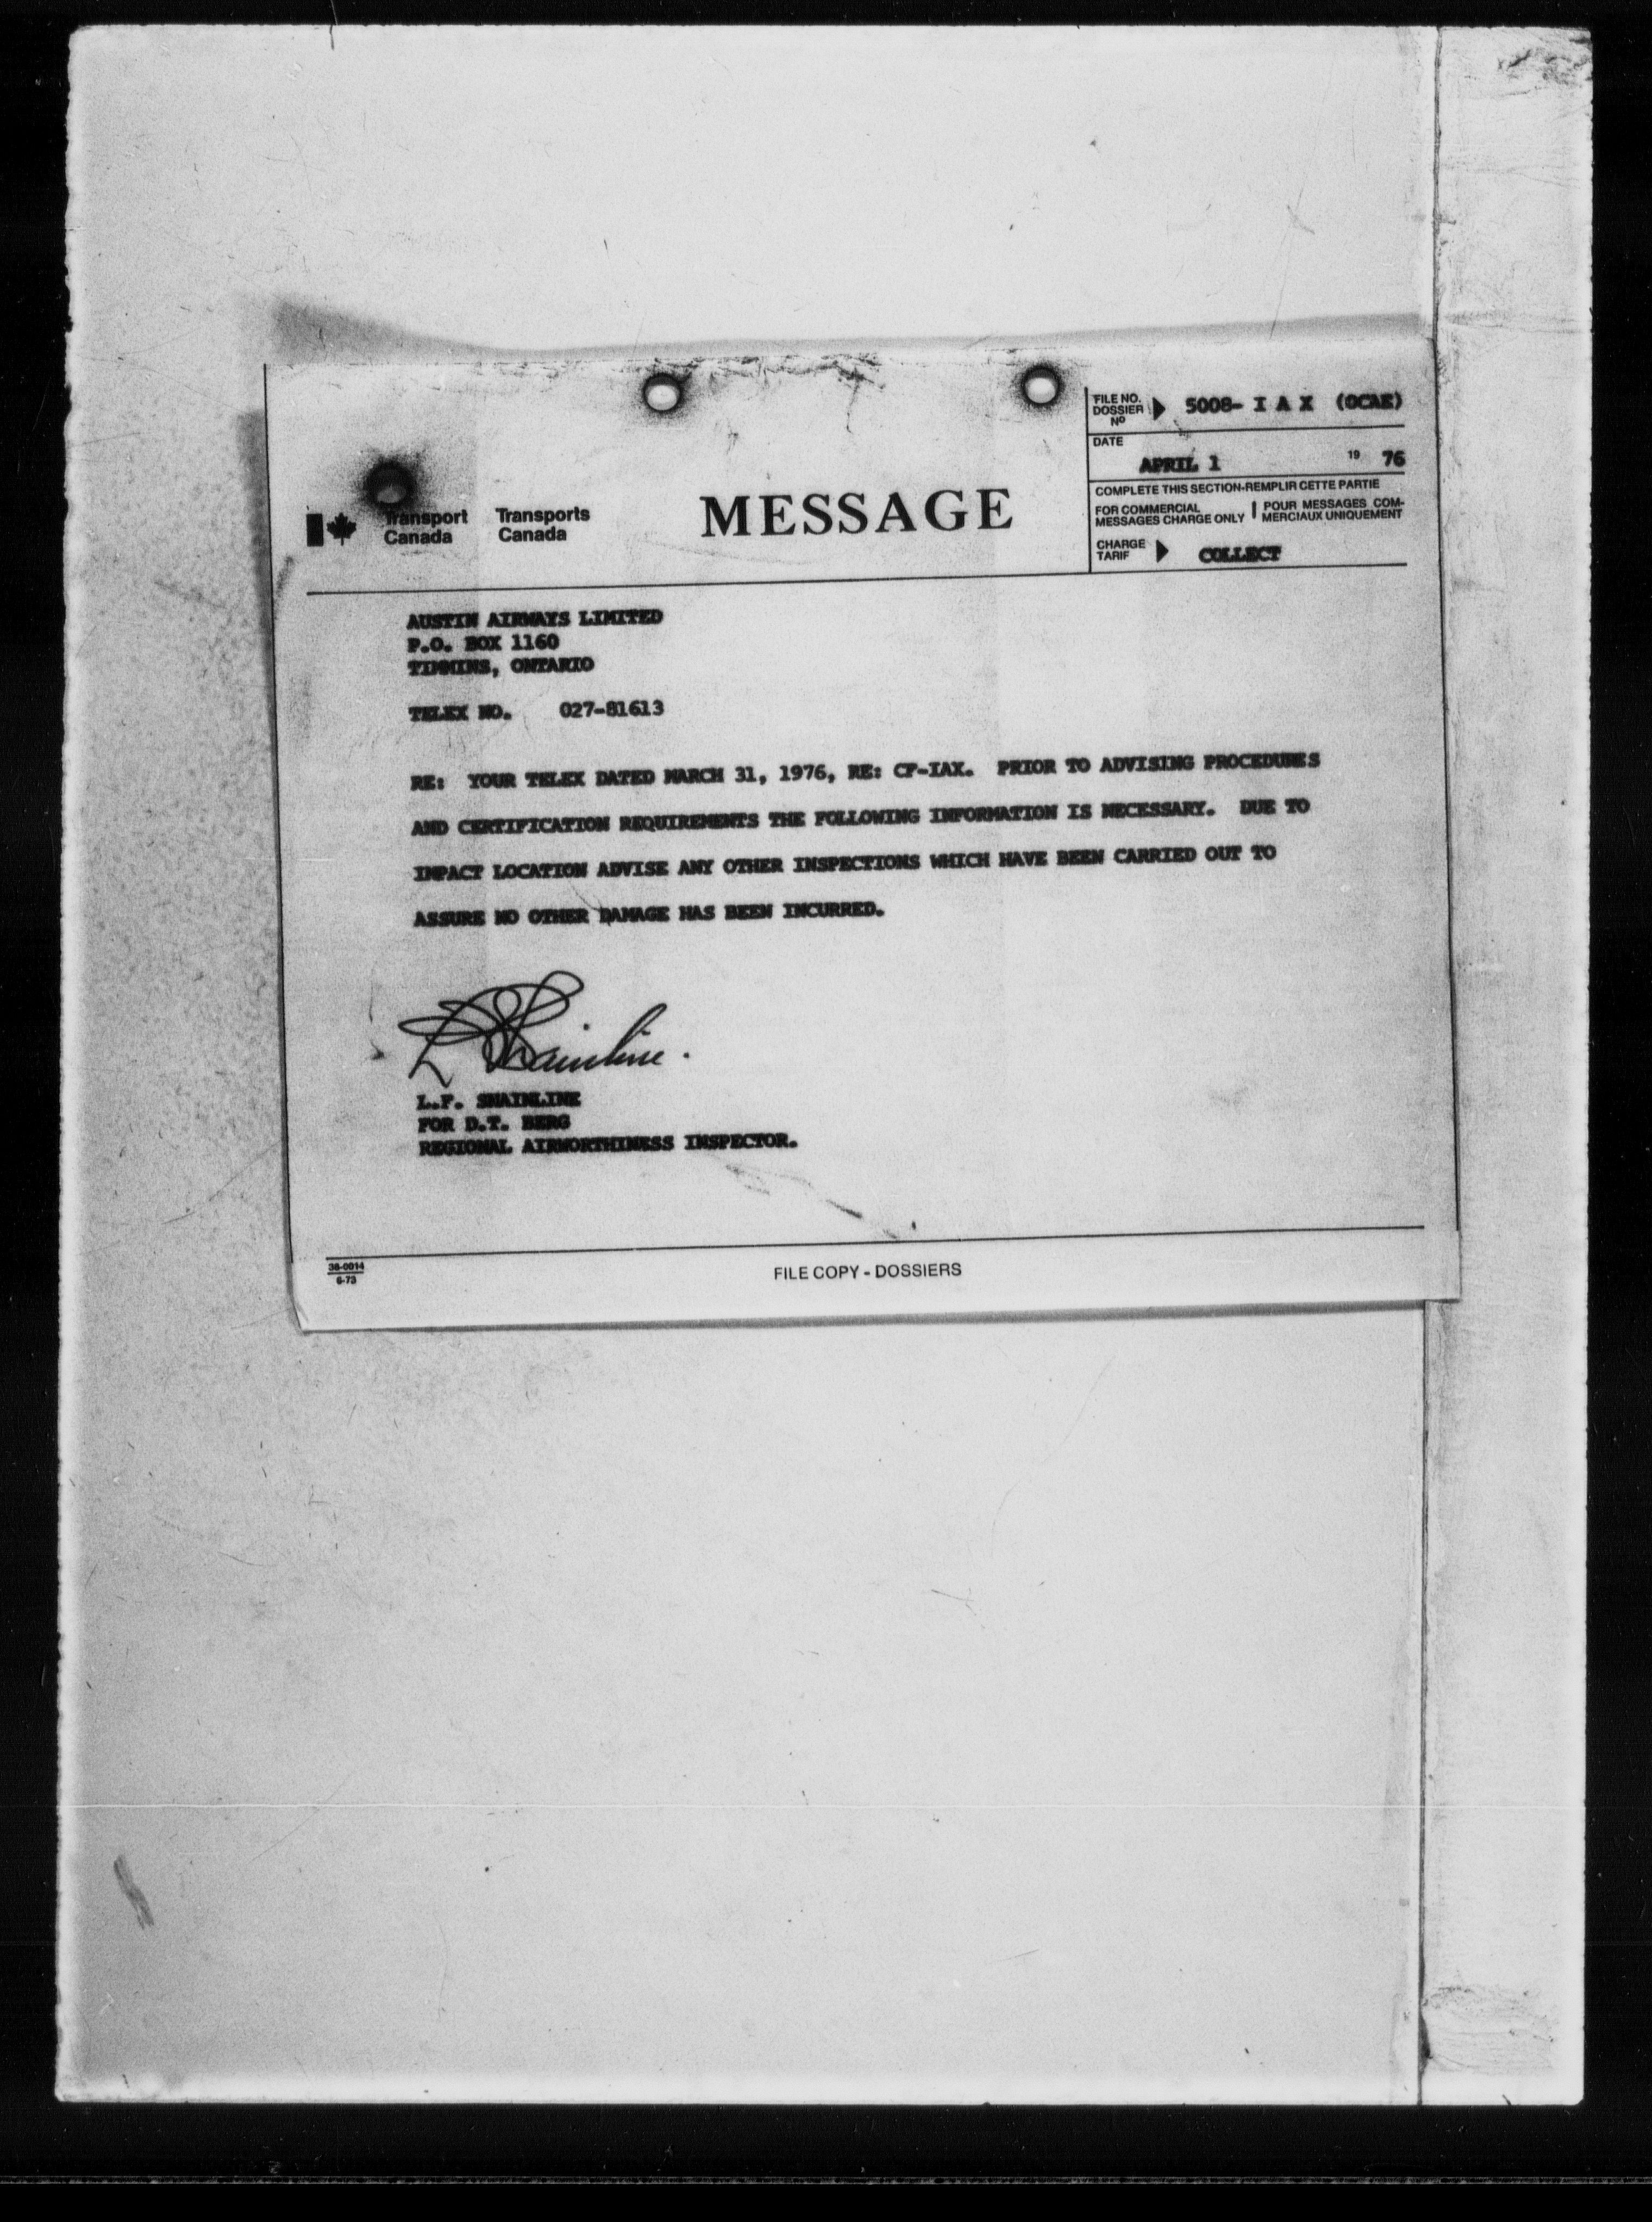 FILE NO.
DOSSIER
Nº
5008- I A X (OCAE)
DATE
APRIL 1 19 76
COMPLETE THIS SECTION-REMPLIR CETTE PARTIE
FOR COMMERCIAL
MESSAGES CHARGE ONLY
POUR MESSAGES COM-
MERCIAUX UNIQUEMENT
CHARGE
TARIF
COLLECT
Transport
Canada
Transports
Canada
MESSAGE
AUSTIN AIRWAYS LIMITED
P.O. BOX 1160
TIMMINS, ONTARIO
TELEX NO. 027-81613
RE: YOUR TELEX DATED MARCH 31, 1976, RE: CF-IAX. PRIOR TO ADVISING PROCEDURES
AND CERTIFICATION REQUIREMENTS THE FOLLOWING INFORMATION IS NECESSARY. DUE TO
IMPACT LOCATION ADVISE ANY OTHER INSPECTIONS WHICH HAVE BEEN CARRIED OUT TO
ASSURE NO OTHER DAMAGE HAS BEEN INCURRED.
L Shainline.
L.F. SHAINLINE
FOR D.T. BERG
REGIONAL AIRWORTHINESS INSPECTOR.
38-0014
6-73
FILE COPY - DOSSIERS